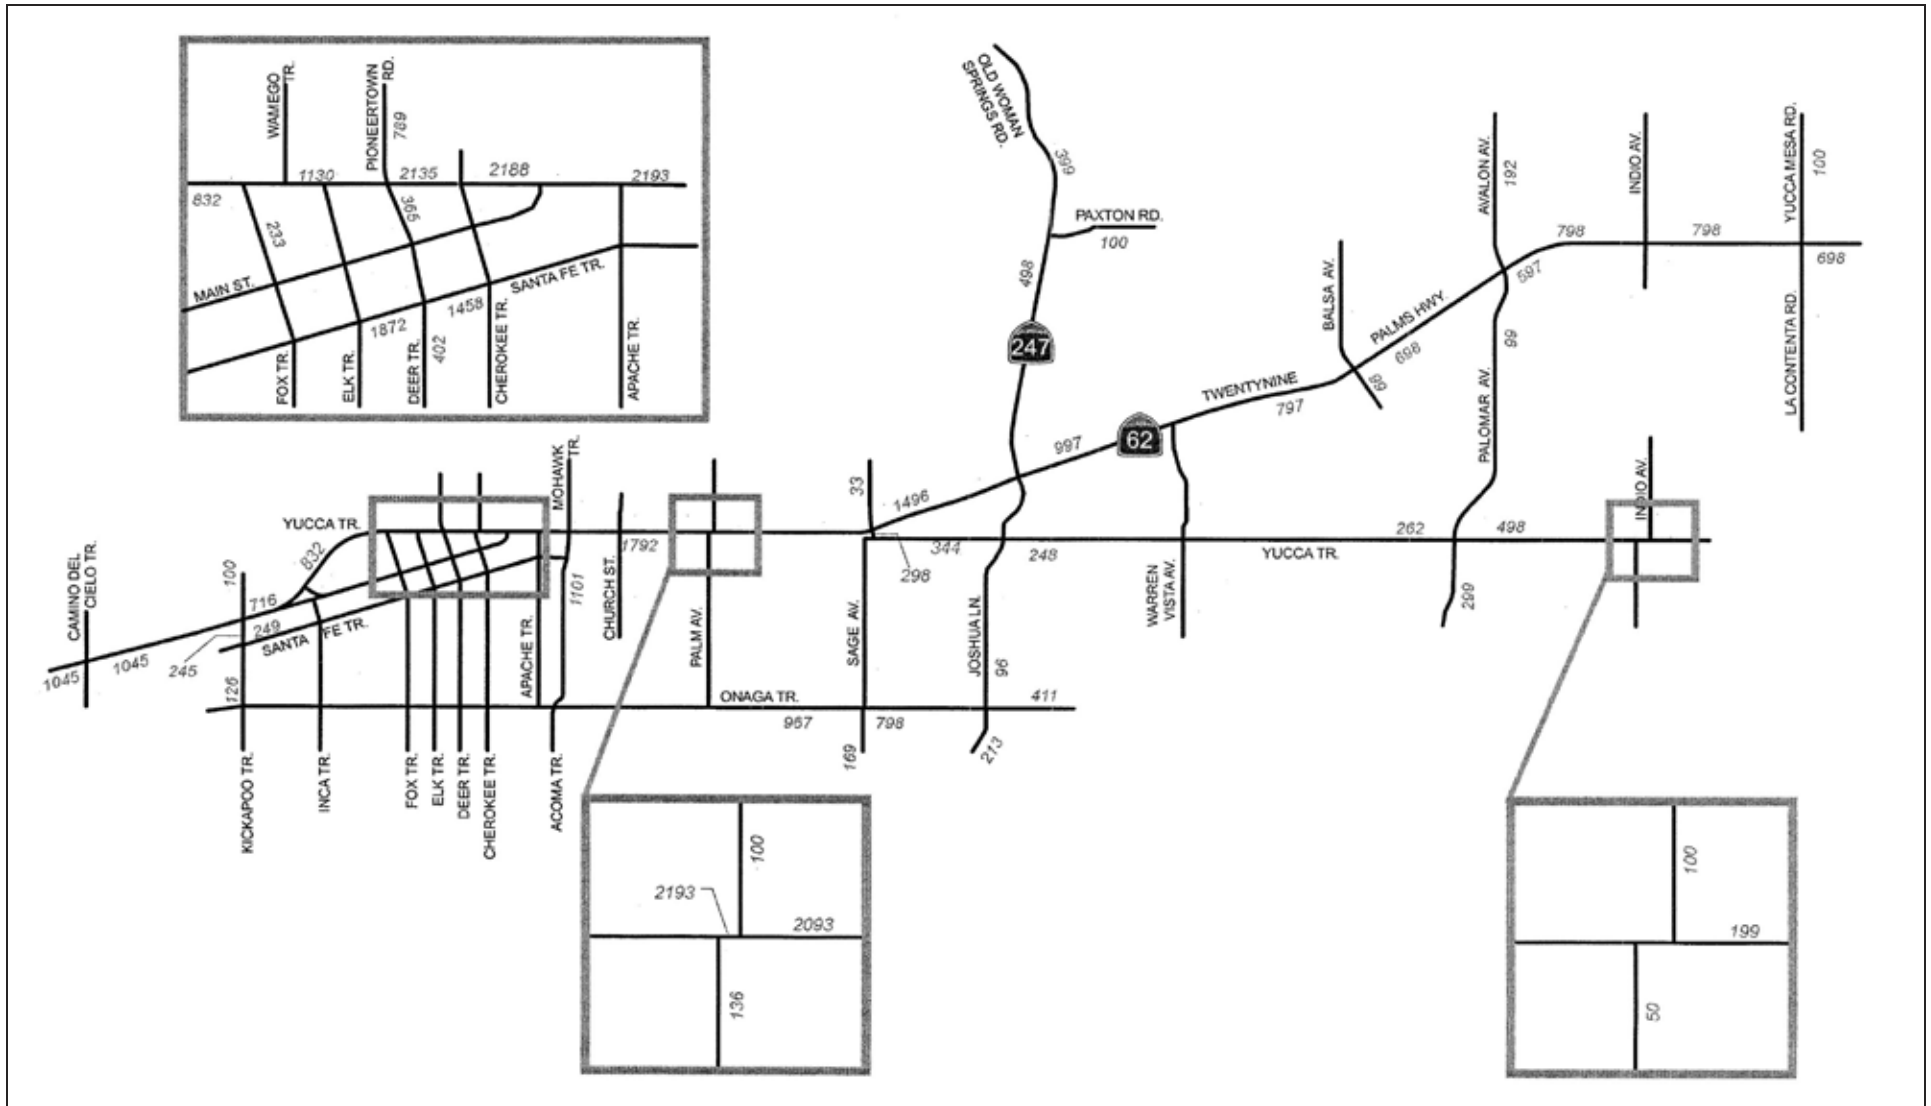 WAMEGO
TR.
PIONEERTOWN
RD.
789
832
1130
2135
2188
2193
233
365
MAIN ST.
SANTA FE TR.
1872
1458
402
FOX TR.
ELK TR.
DEER TR.
CHEROKEE TR.
APACHE TR.
OLD WOMAN
SPRINGS RD.
399
PAXTON RD.
100
498
247
AVALON AV.
192
INDIO AV.
YUCCA MESA RD.
100
798
798
698
597
BALSA AV.
PALMS HWY.
698
99
LA CONTENTA RD.
TWENTYNINE
797
PALOMAR AV.
62
997
1496
33
MOHAWK
TR.
YUCCA TR.
832
CAMINO DEL
CIELO TR.
100
716
249
SANTA FE TR.
245
1045
1045
126
1101
CHURCH ST.
1792
298
344
248
YUCCA TR.
262
498
INDIO AV.
299
WARREN
VISTA AV.
JOSHUA LN.
96
SAGE AV.
PALM AV.
APACHE TR.
ONAGA TR.
967
798
411
169
213
KICKAPOO TR.
INCA TR.
FOX TR.
ELK TR.
DEER TR.
CHEROKEE TR.
ACOMA TR.
100
2193
2093
136
100
199
50